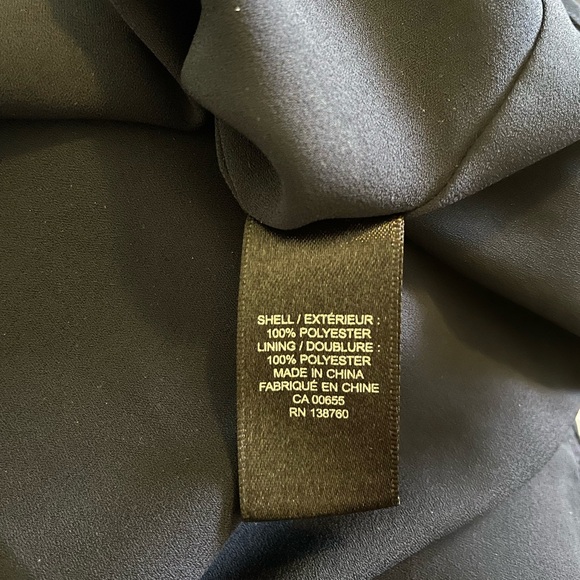 SHELL / EXTÉRIEUR :
100% POLYESTER
LINING / DOUBLURE :
100% POLYESTER
MADE IN CHINA
FABRIQUÉ EN CHINE
CA 00655
RN 138760